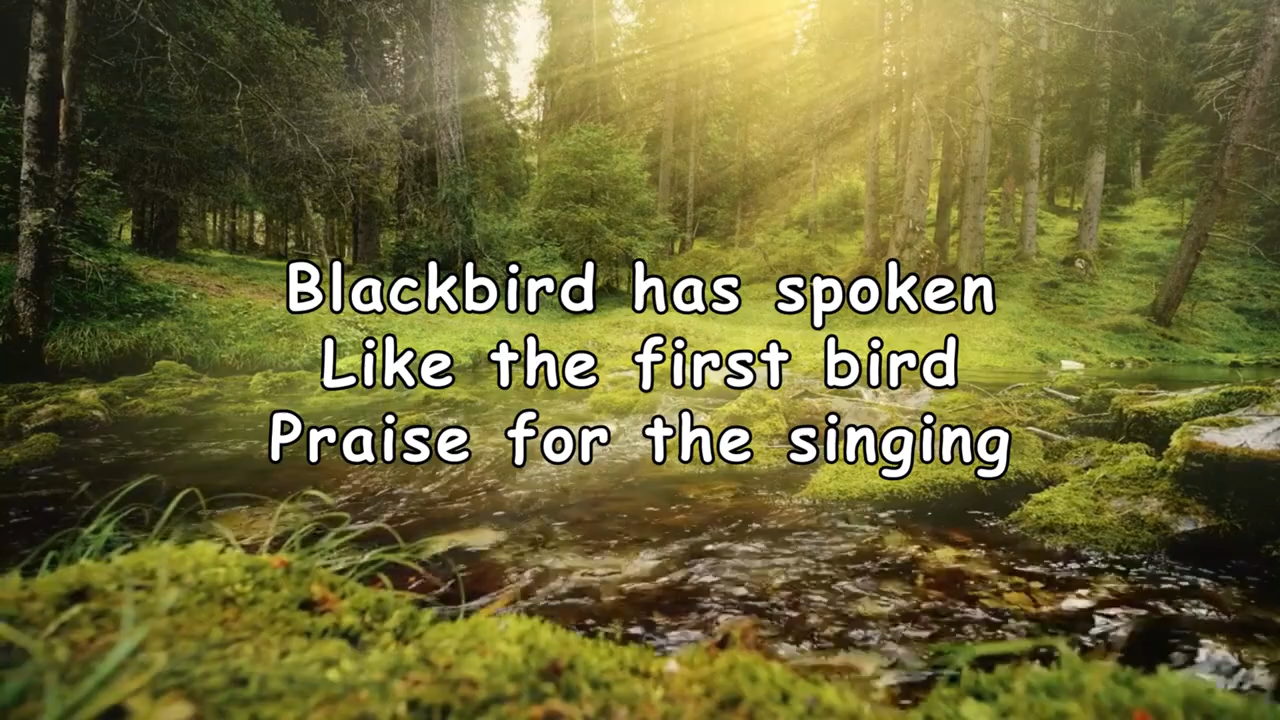 Blackbird has spoken
Like the first bird
Praise for the singing